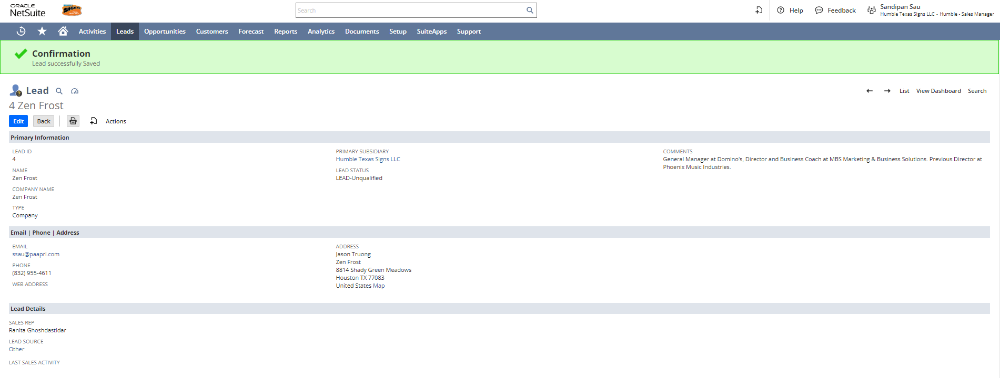 ORACLE
NetSuite
SIGNS
Search
Help
Feedback
Sandipan Sau
Humble Texas Signs LLC - Humble - Sales Manager
Activities
Leads
Opportunities
Customers
Forecast
Reports
Analytics
Documents
Setup
SuiteApps
Support
Confirmation
Lead successfully Saved
Lead
List
View Dashboard
Search
4 Zen Frost
Edit
Back
Actions
Primary Information
LEAD ID
4
NAME
Zen Frost
COMPANY NAME
Zen Frost
TYPE
Company
PRIMARY SUBSIDIARY
Humble Texas Signs LLC
LEAD STATUS
LEAD-Unqualified
COMMENTS
General Manager at Domino's, Director and Business Coach at MBS Marketing & Business Solutions. Previous Director at
Phoenix Music Industries.
Email | Phone | Address
EMAIL
ssau@paapri.com
PHONE
(832) 955-4611
WEB ADDRESS
ADDRESS
Jason Truong
Zen Frost
8814 Shady Green Meadows
Houston TX 77083
United States Map
Lead Details
SALES REP
Ranita Ghoshdastidar
LEAD SOURCE
Other
LAST SALES ACTIVITY